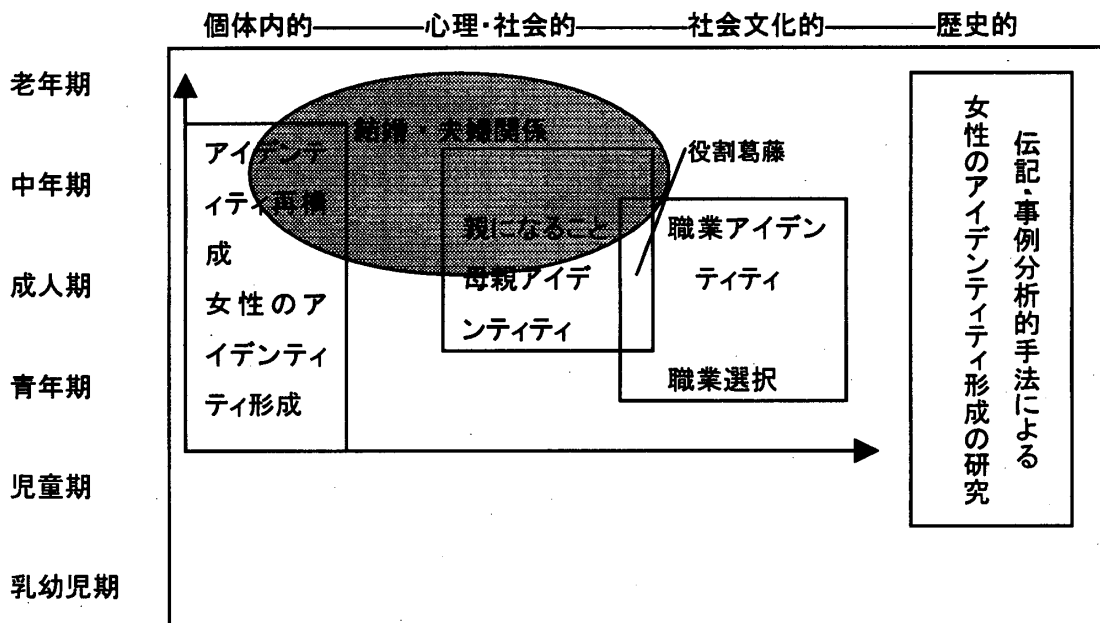 個体内的―――心理・社会的―――社会文化的―――歴史的
老年期
中年期
成人期
青年期
児童期
乳幼児期
結婚・夫婦関係
アイデンテ
ィティ再構
成
女性のア
イデンティ
ティ形成
親になること
母親アイデ
ンティティ
役割葛藤
職業アイデン
ティティ
職業選択
伝記・事例分析的手法による
女性のアイデンティティ形成の研究